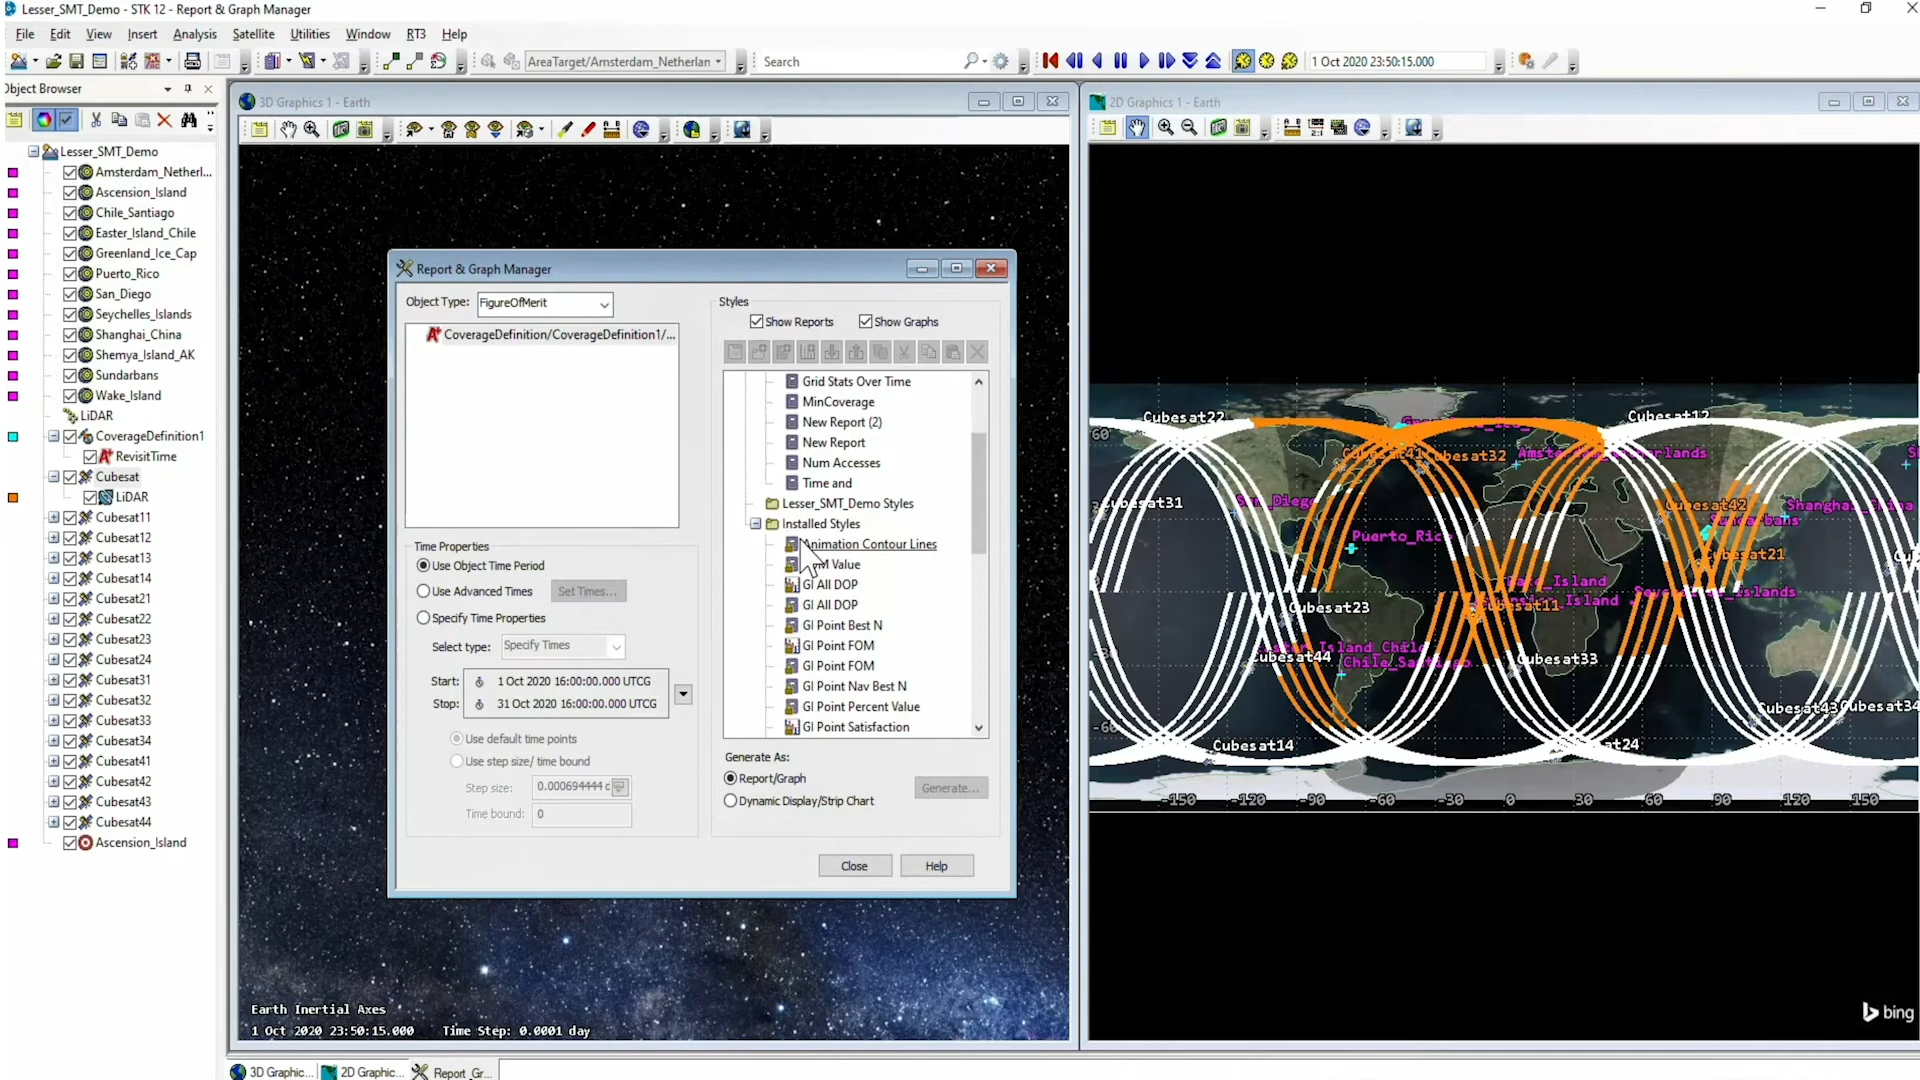 Lesser_SMT_Demo - STK 12 - Report & Graph Manager
File Edit View Insert Analysis Satellite Utilities Window RT3 Help
AreaTarget/Amsterdam_Netherlan
Search
1 Oct 2020 23:50:15.000
Object Browser
Lesser_SMT_Demo
Amsterdam_Netherl...
Ascension_Island
Chile_Santiago
Easter_Island_Chile
Greenland_Ice_Cap
Puerto_Rico
San_Diego
Seychelles_Islands
Shanghai_China
Shemya_Island_AK
Sundarbans
Wake_Island
LiDAR
CoverageDefinition1
RevisitTime
Cubesat
LiDAR
Cubesat11
Cubesat12
Cubesat13
Cubesat14
Cubesat21
Cubesat22
Cubesat23
Cubesat24
Cubesat31
Cubesat32
Cubesat33
Cubesat34
Cubesat41
Cubesat42
Cubesat43
Cubesat44
Ascension_Island
3D Graphics 1 - Earth
Report & Graph Manager
Object Type: FigureOfMerit
CoverageDefinition/CoverageDefinition1/...
Time Properties
Use Object Time Period
Use Advanced Times Set Times...
Specify Time Properties
Select type: Specify Times
Start: 1 Oct 2020 16:00:00.000 UTCG
Stop: 31 Oct 2020 16:00:00.000 UTCG
Use default time points
Use step size/ time bound
Step size: 0.000694444 d
Time bound: 0
Styles
Show Reports Show Graphs
Grid Stats Over Time
MinCoverage
New Report (2)
New Report
Num Accesses
Time and
Lesser_SMT_Demo Styles
Installed Styles
Animation Contour Lines
Value
GI All DOP
GI All DOP
GI Point Best N
GI Point FOM
GI Point FOM
GI Point Nav Best N
GI Point Percent Value
GI Point Satisfaction
Generate As:
Report/Graph
Generate...
Dynamic Display/Strip Chart
Close Help
Earth Inertial Axes
1 Oct 2020 23:50:15.000 Time Step: 0.0001 day
2D Graphics 1 - Earth
Cubesat22
Cubesat12
60
Cubesat32
Cubesat31
San_Diego
Cubesat42
Shanghai_China
Puerto_Rico
Cubesat21
Cubesat23
Cubesat11
Cubesat44
Cubesat33
Chile_Santiago
Cubesat43
Cubesat34
-60
Cubesat14
-150 -120 -90 -60 -30 0 30 60 90 120 150
bing
3D Graphic... 2D Graphic... Report_Gr...